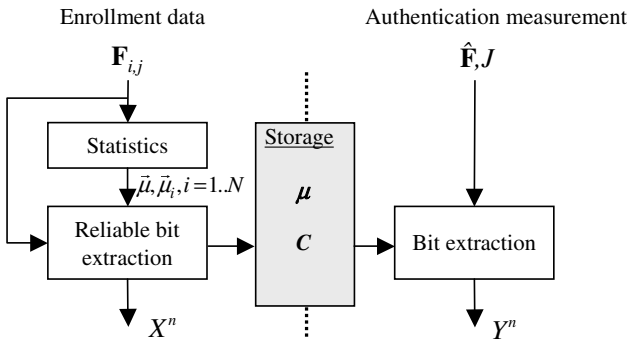 Enrollment data
Authentication measurement
𝐅_{i,j}
𝐅̂,J
Statistics
Storage
μ⃗, μ⃗_i, i = 1..N
μ
Reliable bit
extraction
C
Bit extraction
X^n
Y^n